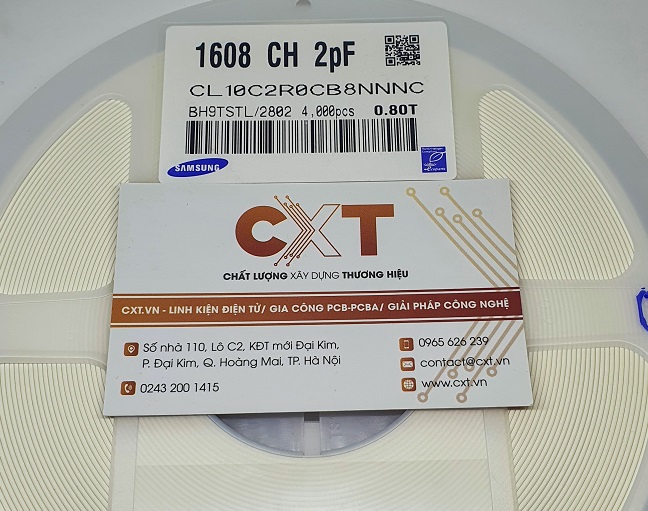 1608 CH 2pF
CL10C2R0CB8NNNC
BH9TSTL/2802 4,000pcs 0.80T
SAMSUNG
CXT
CHẤT LƯỢNG XÂY DỰNG THƯƠNG HIỆU
CXT.VN - LINH KIỆN ĐIỆN TỬ/ GIA CÔNG PCB-PCBA/ GIẢI PHÁP CÔNG NGHỆ
Số nhà 110, Lô C2, KĐT mới Đại Kim,
P. Đại Kim, Q. Hoàng Mai, TP. Hà Nội
0243 200 1415
0965 626 239
contact@cxt.vn
www.cxt.vn